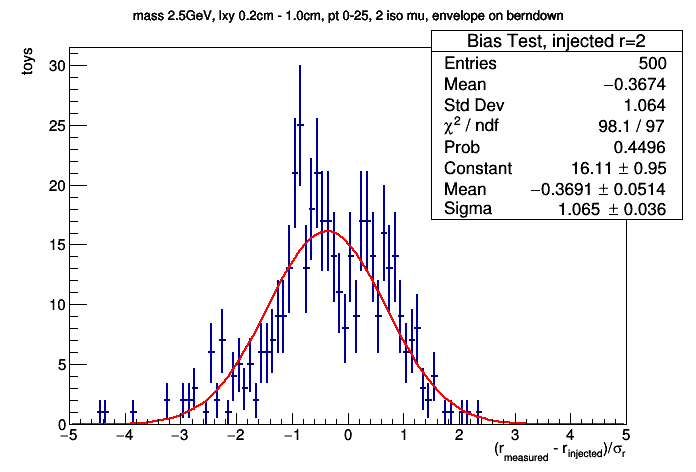 mass 2.5GeV, lxy 0.2cm - 1.0cm, pt 0-25, 2 iso mu, envelope on berndown
Bias Test, injected r=2
Entries 500
Mean −0.3674
Std Dev 1.064
χ² / ndf 98.1 / 97
Prob 0.4496
Constant 16.11 ± 0.95
Mean −0.3691 ± 0.0514
Sigma 1.065 ± 0.036
toys
30
25
20
15
10
5
0
−5 −4 −3 −2 −1 0 1 2 3 4 5
(r_measured - r_injected)/σ_r